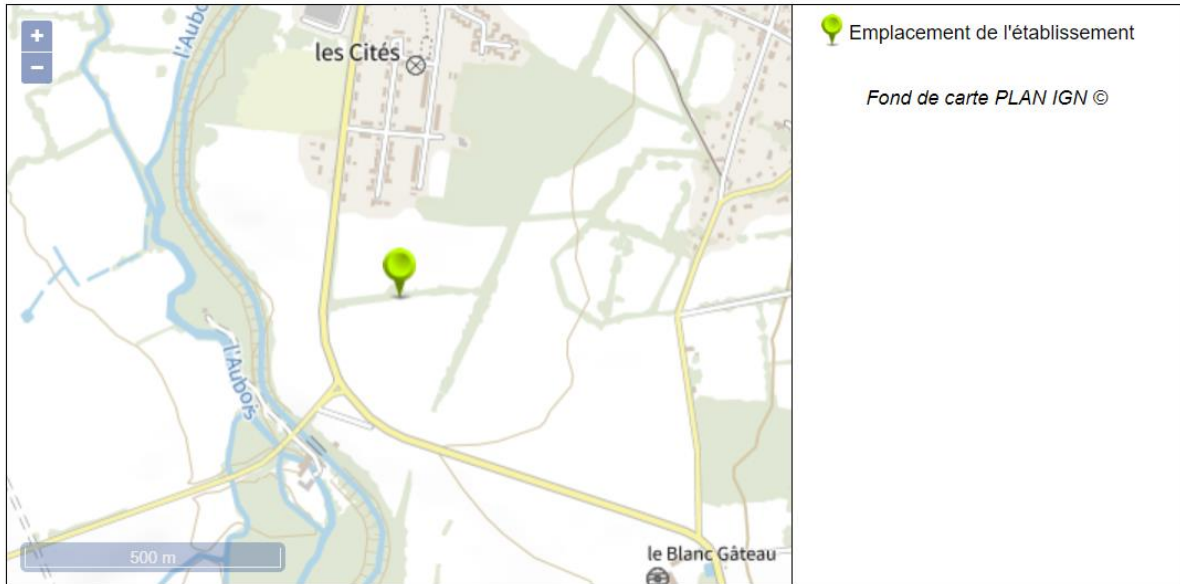 +
−
l'Aubois
les Cités
l'Aubois
500 m
le Blanc Gâteau
Emplacement de l'établissement
Fond de carte PLAN IGN ©